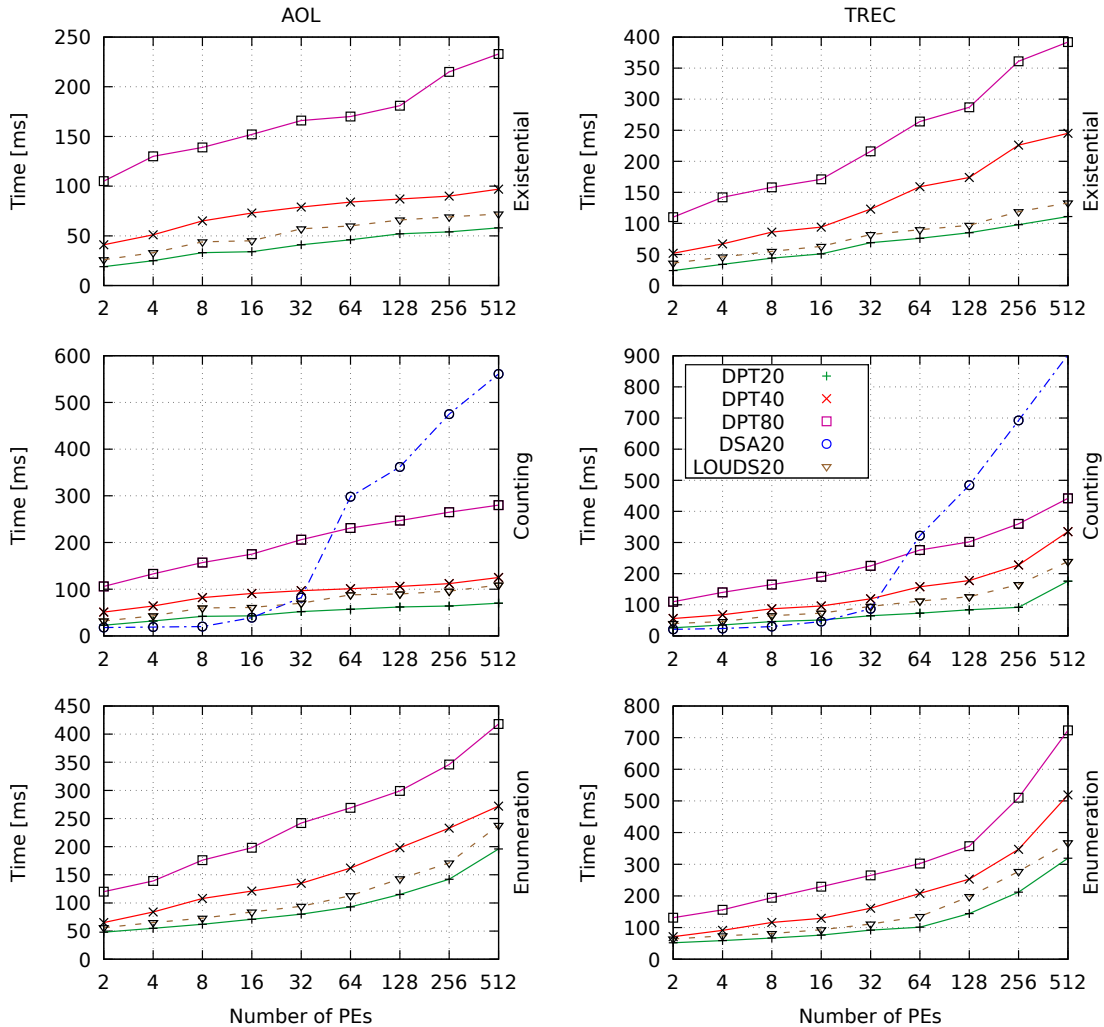 AOL
TREC
250
200
150
100
50
0
Time [ms]
2 4 8 16 32 64 128 256 512
Existential
400
350
300
250
200
150
100
50
0
Time [ms]
2 4 8 16 32 64 128 256 512
Existential
600
500
400
300
200
100
0
Time [ms]
2 4 8 16 32 64 128 256 512
Counting
900
800
700
600
500
400
300
200
100
0
Time [ms]
DPT20
DPT40
DPT80
DSA20
LOUDS20
2 4 8 16 32 64 128 256 512
Counting
450
400
350
300
250
200
150
100
50
0
Time [ms]
2 4 8 16 32 64 128 256 512
Enumeration
Number of PEs
800
700
600
500
400
300
200
100
0
Time [ms]
2 4 8 16 32 64 128 256 512
Enumeration
Number of PEs